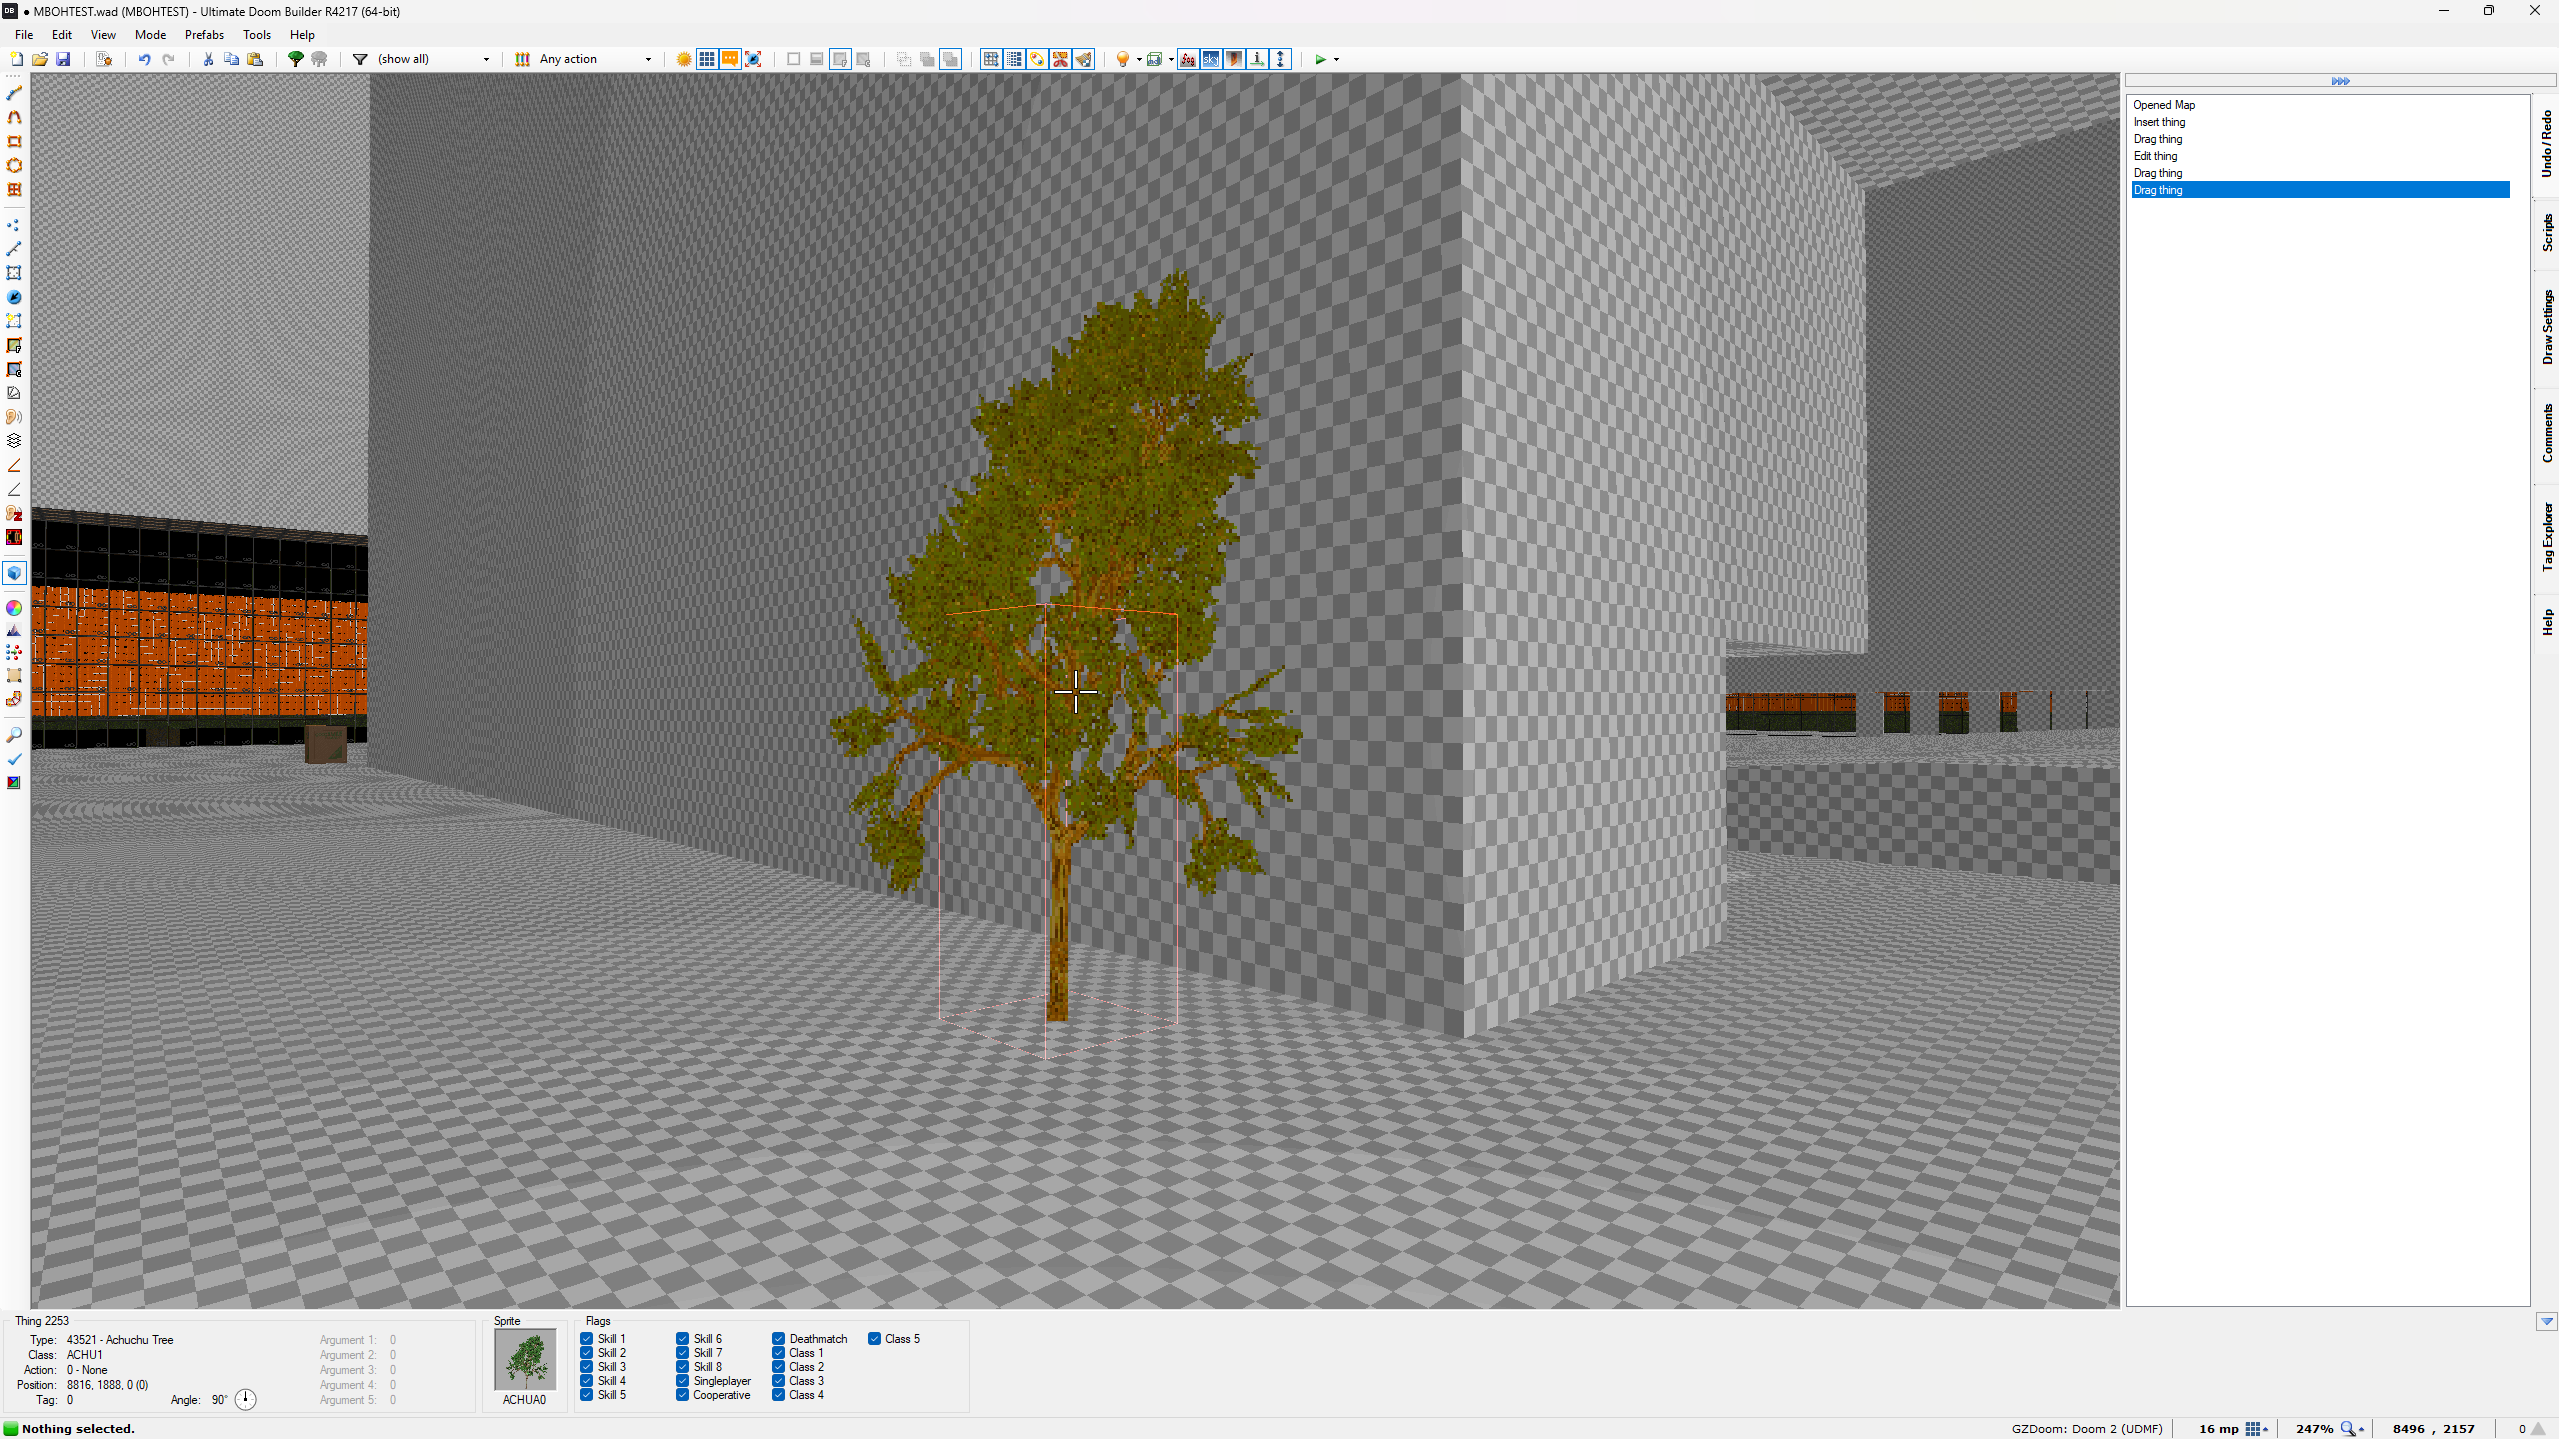 MBOHTEST.wad (MBOHTEST) - Ultimate Doom Builder R4217 (64-bit)
File Edit View Mode Prefabs Tools Help
(show all) Any action
Opened Map
Insert thing
Drag thing
Edit thing
Drag thing
Drag thing
Undo / Redo
Scripts
Draw Settings
Comments
Tag Explorer
Help
Thing 2253
Type: 43521 - Achuchu Tree
Class: ACHU1
Action: 0 - None
Position: 8816, 1888, 0 (0)
Tag: 0
Angle: 90°
Argument 1: 0
Argument 2: 0
Argument 3: 0
Argument 4: 0
Argument 5: 0
Sprite
ACHUA0
Flags
Skill 1 Skill 6 Deathmatch Class 5
Skill 2 Skill 7 Class 1
Skill 3 Skill 8 Class 2
Skill 4 Singleplayer Class 3
Skill 5 Cooperative Class 4
Nothing selected.
GZDoom: Doom 2 (UDMF) 16 mp 247% 8496 , 2157 0